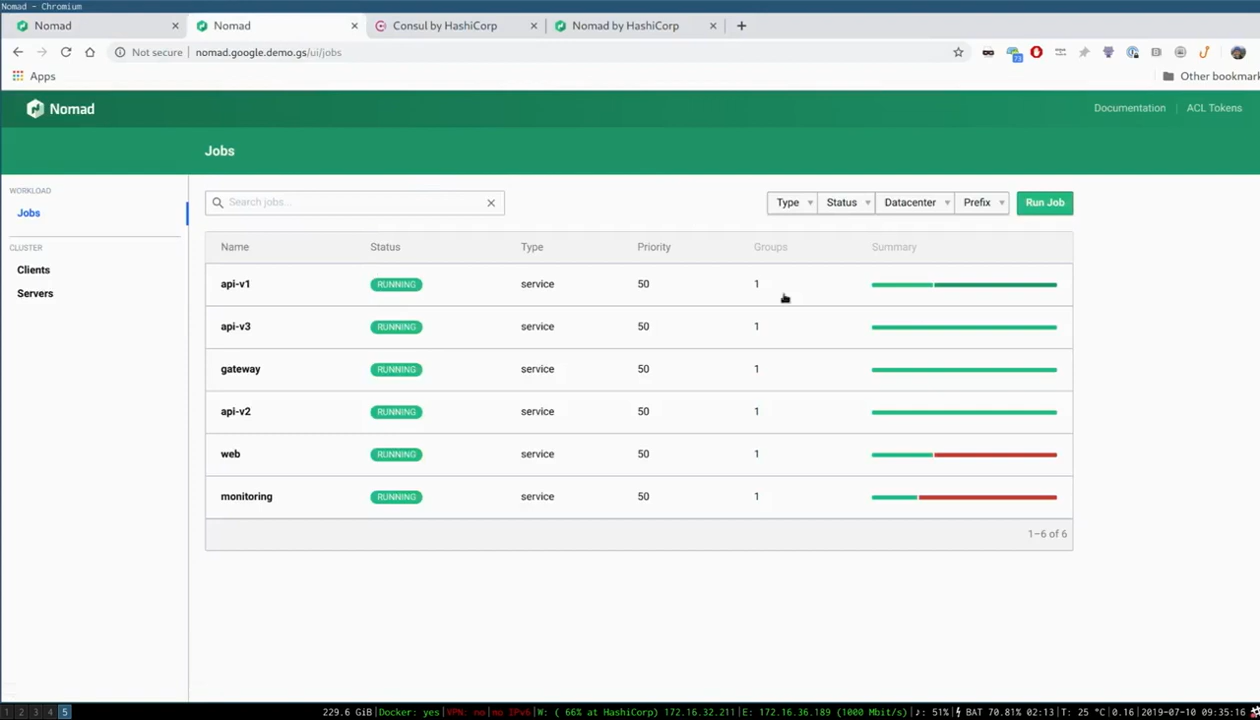 Nomad - Chromium
Nomad
Nomad
Consul by HashiCorp
Nomad by HashiCorp
Not secure
nomad.google.demo.gs/ui/jobs
73
Apps
Other bookmar
Nomad
Documentation
ACL Tokens
Jobs
WORKLOAD
Jobs
CLUSTER
Clients
Servers
Search jobs...
Type
Status
Datacenter
Prefix
Run Job
Name Status Type Priority Groups Summary
api-v1 RUNNING service 50 1
api-v3 RUNNING service 50 1
gateway RUNNING service 50 1
api-v2 RUNNING service 50 1
web RUNNING service 50 1
monitoring RUNNING service 50 1
1–6 of 6
1 2 3 4 5
229.6 GiB|Docker: yes|VPN: no|no IPv6|W: ( 66% at HashiCorp) 172.16.32.211|E: 172.16.36.189 (1000 Mbit/s)|♪: 51%|⚡ BAT 70.81% 02:13|T: 25 °C|0.16|2019-07-10 09:35:16